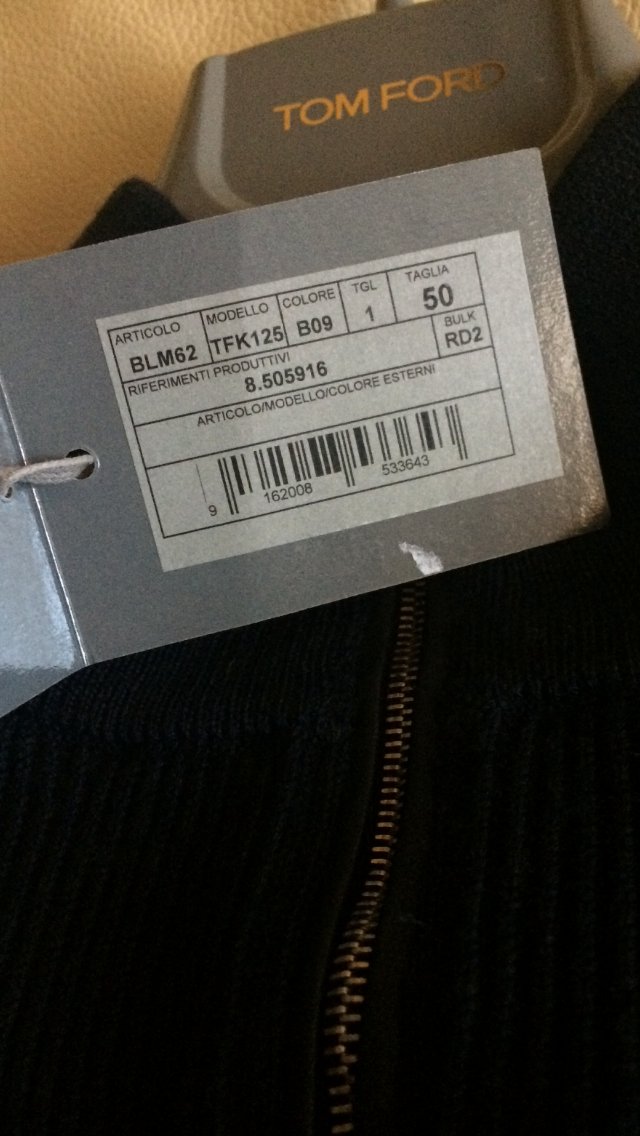 TOM FORD
ARTICOLO MODELLO COLORE TGL TAGLIA
BLM62 TFK125 B09 1 50
RIFERIMENTI PRODUTTIVI BULK
8.505916 RD2
ARTICOLO/MODELLO/COLORE ESTERNI
9 162008 533643